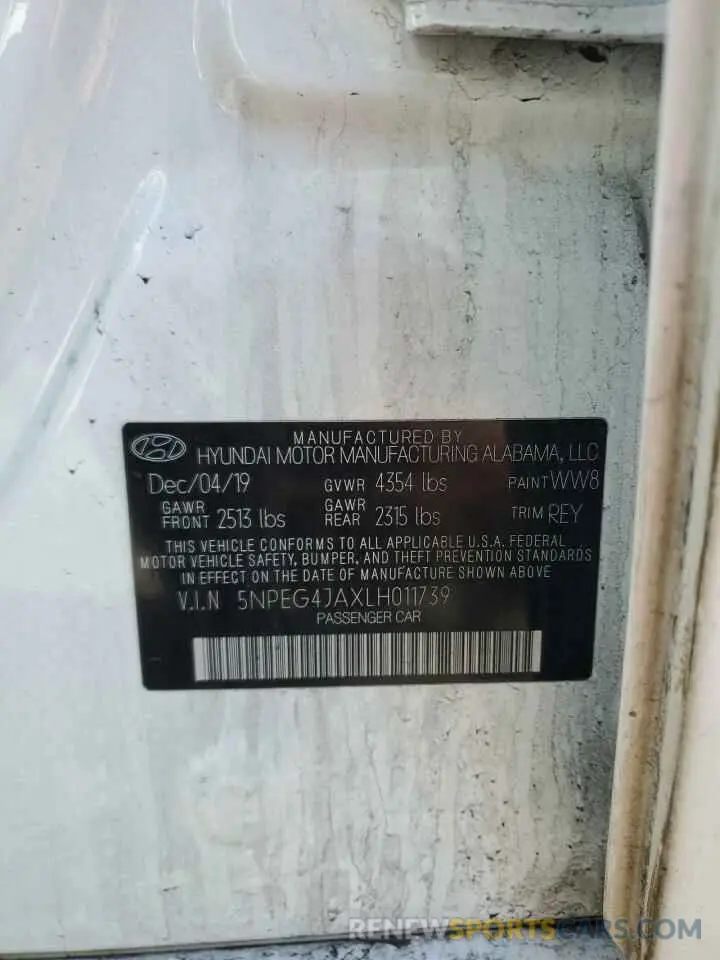 MANUFACTURED BY
HYUNDAI MOTOR MANUFACTURING ALABAMA, LLC
Dec/04/19 GVWR 4354 lbs PAINT WW8
GAWR FRONT 2513 lbs GAWR REAR 2315 lbs TRIM REY
THIS VEHICLE CONFORMS TO ALL APPLICABLE U.S.A. FEDERAL
MOTOR VEHICLE SAFETY, BUMPER, AND THEFT PREVENTION STANDARDS
IN EFFECT ON THE DATE OF MANUFACTURE SHOWN ABOVE
V.I.N 5NPEG4JAXLH011739
PASSENGER CAR
RENEWSPORTSCARS.COM